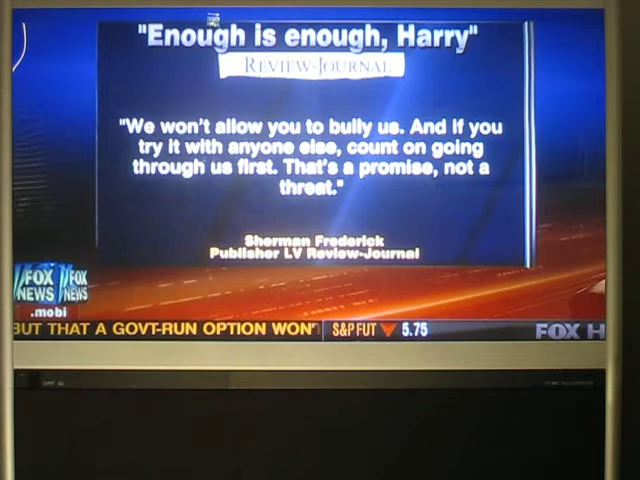 "Enough is enough, Harry"
REVIEW-JOURNAL
"We won't allow you to bully us. And if you
try it with anyone else, count on going
through us first. That's a promise, not a
threat."
Sherman Frederick
Publisher LV Review-Journal
FOX NEWS FOX NEWS
.mobi
BUT THAT A GOVT-RUN OPTION WON'T S&P FUT ▼ 5.75 FOX H